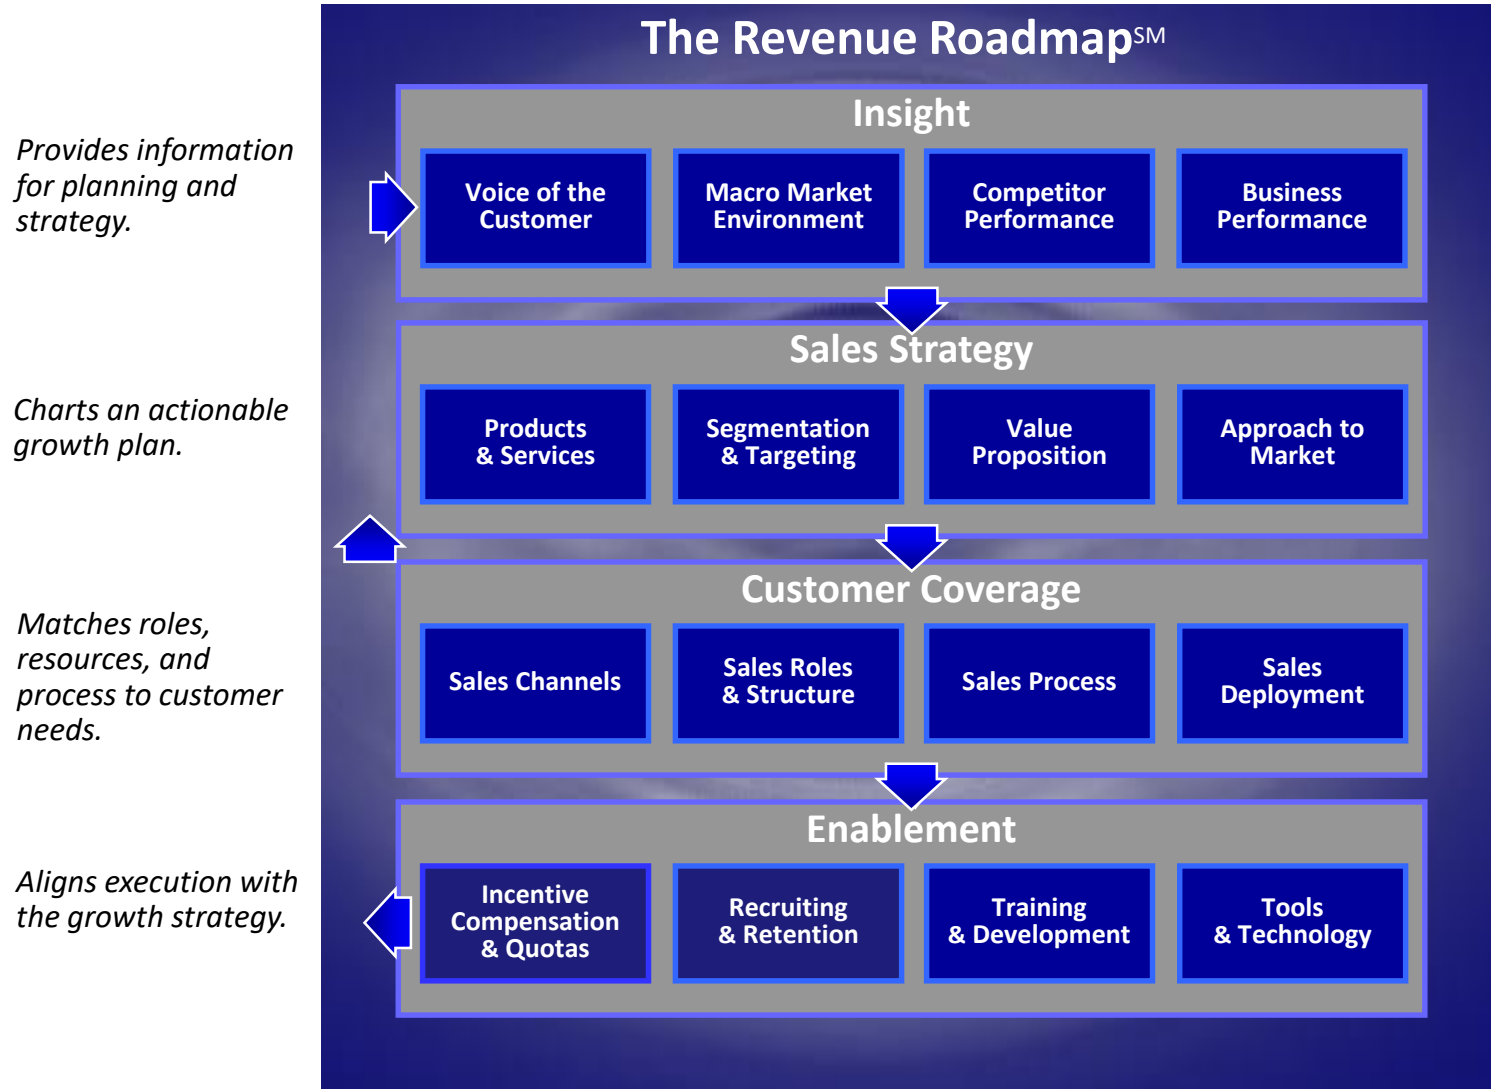 The Revenue Roadmap℠
Provides information
for planning and
strategy.
Insight
Voice of the
Customer
Macro Market
Environment
Competitor
Performance
Business
Performance
Charts an actionable
growth plan.
Sales Strategy
Products
& Services
Segmentation
& Targeting
Value
Proposition
Approach to
Market
Matches roles,
resources, and
process to customer
needs.
Customer Coverage
Sales Channels
Sales Roles
& Structure
Sales Process
Sales
Deployment
Aligns execution with
the growth strategy.
Enablement
Incentive
Compensation
& Quotas
Recruiting
& Retention
Training
& Development
Tools
& Technology